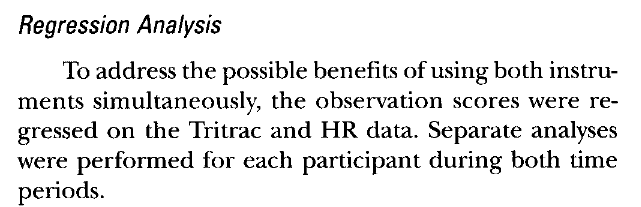 Regression Analysis
To address the possible benefits of using both instru-
ments simultaneously, the observation scores were re-
gressed on the Tritrac and HR data. Separate analyses
were performed for each participant during both time
periods.